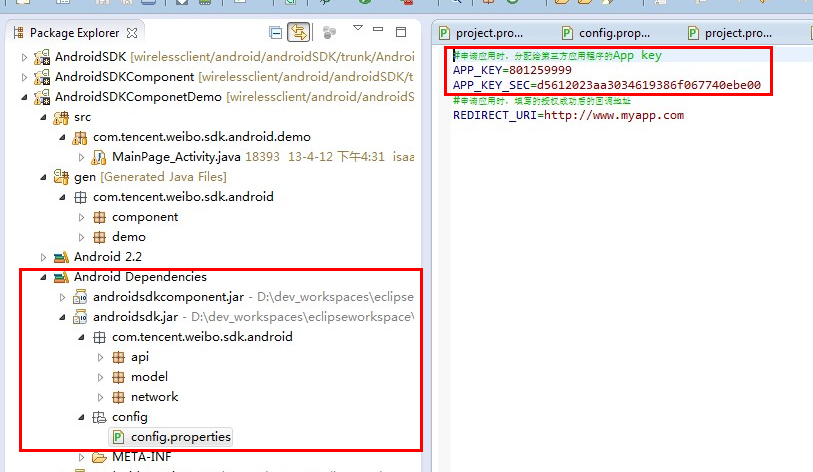 Package Explorer
AndroidSDK [wirelessclient/android/androidSDK/trunk/Android
AndroidSDKComponent [wirelessclient/android/androidSDK/t
AndroidSDKComponetDemo [wirelessclient/android/androidS
src
com.tencent.weibo.sdk.android.demo
MainPage_Activity.java 18393 13-4-12 下午4:31 isaa
gen [Generated Java Files]
com.tencent.weibo.sdk.android
component
demo
Android 2.2
Android Dependencies
androidsdkcomponent.jar - D:\dev_workspaces\eclipse
androidsdk.jar - D:\dev_workspaces\eclipseworkspace\
com.tencent.weibo.sdk.android
api
model
network
config
config.properties
META-INF
project.pro...
config.prop...
project.pro...
#申请应用时，分配给第三方应用程序的App key
APP_KEY=801259999
APP_KEY_SEC=d5612023aa3034619386f067740ebe00
#申请应用时，填写的授权成功后的回调地址
REDIRECT_URI=http://www.myapp.com